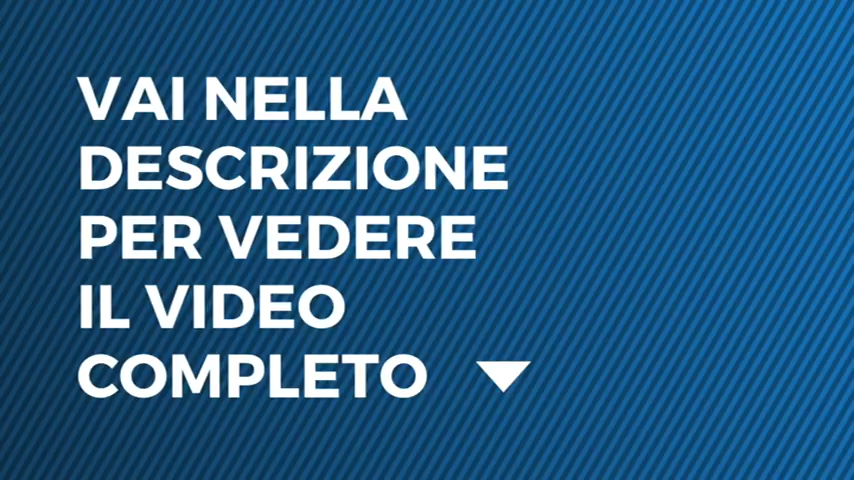 VAI NELLA
DESCRIZIONE
PER VEDERE
IL VIDEO
COMPLETO